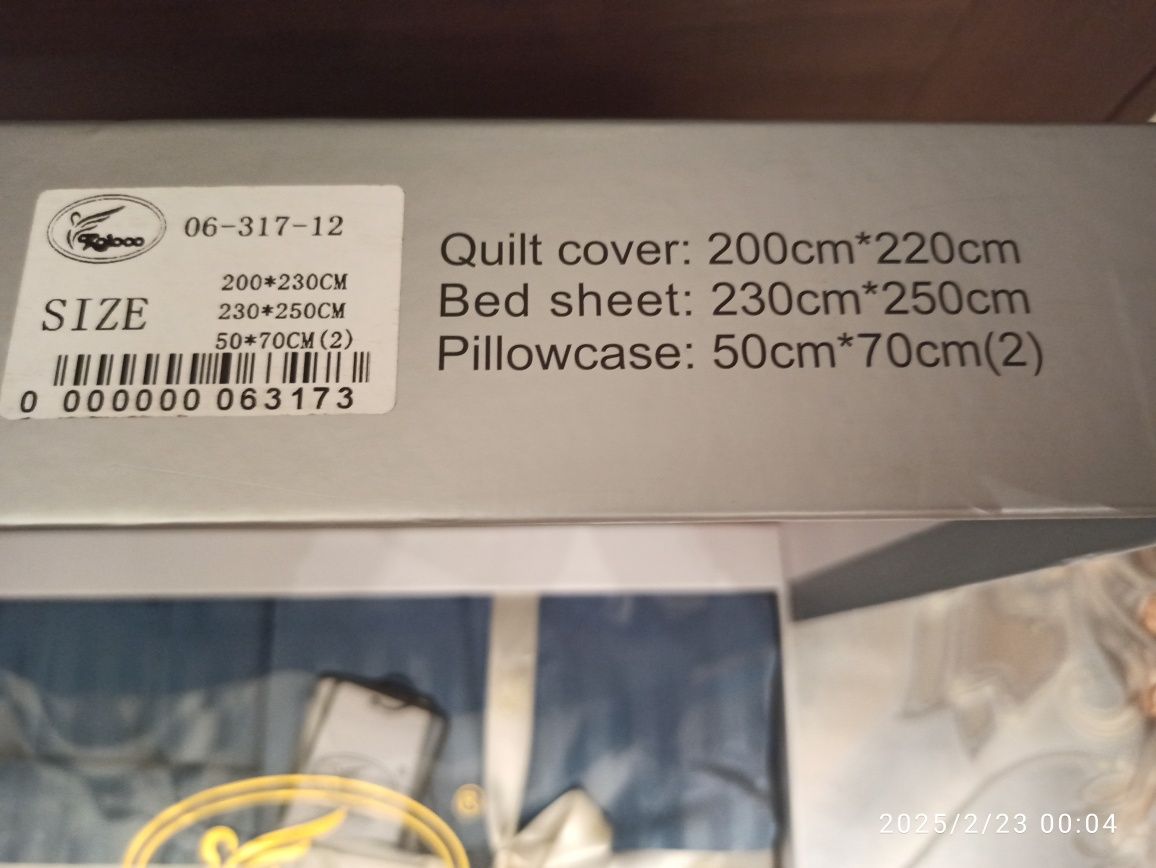 06-317-12
SIZE
200*230CM
230*250CM
50*70CM(2)
0 000000 063173
Quilt cover: 200cm*220cm
Bed sheet: 230cm*250cm
Pillowcase: 50cm*70cm(2)
®
2025/2/23 00:04